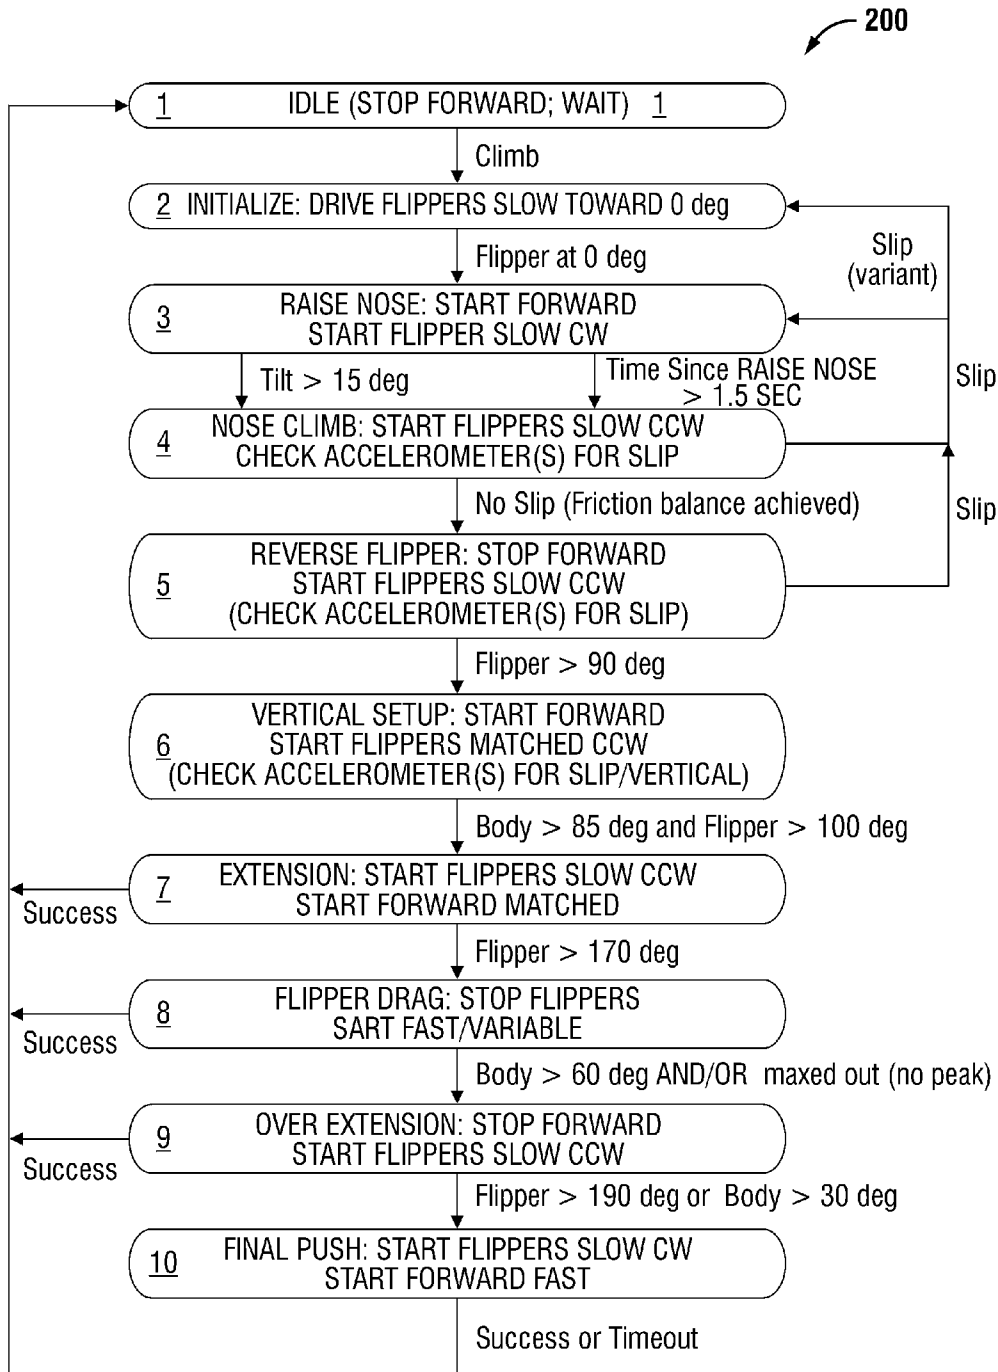 200
1 IDLE (STOP FORWARD; WAIT) 1
Climb
2 INITIALIZE: DRIVE FLIPPERS SLOW TOWARD 0 deg
Flipper at 0 deg
Slip
(variant)
3 RAISE NOSE: START FORWARD
START FLIPPER SLOW CW
Tilt > 15 deg
Time Since RAISE NOSE
> 1.5 SEC
Slip
4 NOSE CLIMB: START FLIPPERS SLOW CCW
CHECK ACCELEROMETER(S) FOR SLIP
No Slip (Friction balance achieved)
Slip
5 REVERSE FLIPPER: STOP FORWARD
START FLIPPERS SLOW CCW
(CHECK ACCELEROMETER(S) FOR SLIP)
Flipper > 90 deg
6 VERTICAL SETUP: START FORWARD
START FLIPPERS MATCHED CCW
(CHECK ACCELEROMETER(S) FOR SLIP/VERTICAL)
Body > 85 deg and Flipper > 100 deg
7 EXTENSION: START FLIPPERS SLOW CCW
START FORWARD MATCHED
Success
Flipper > 170 deg
8 FLIPPER DRAG: STOP FLIPPERS
SART FAST/VARIABLE
Success
Body > 60 deg AND/OR maxed out (no peak)
9 OVER EXTENSION: STOP FORWARD
START FLIPPERS SLOW CCW
Success
Flipper > 190 deg or Body > 30 deg
10 FINAL PUSH: START FLIPPERS SLOW CW
START FORWARD FAST
Success or Timeout